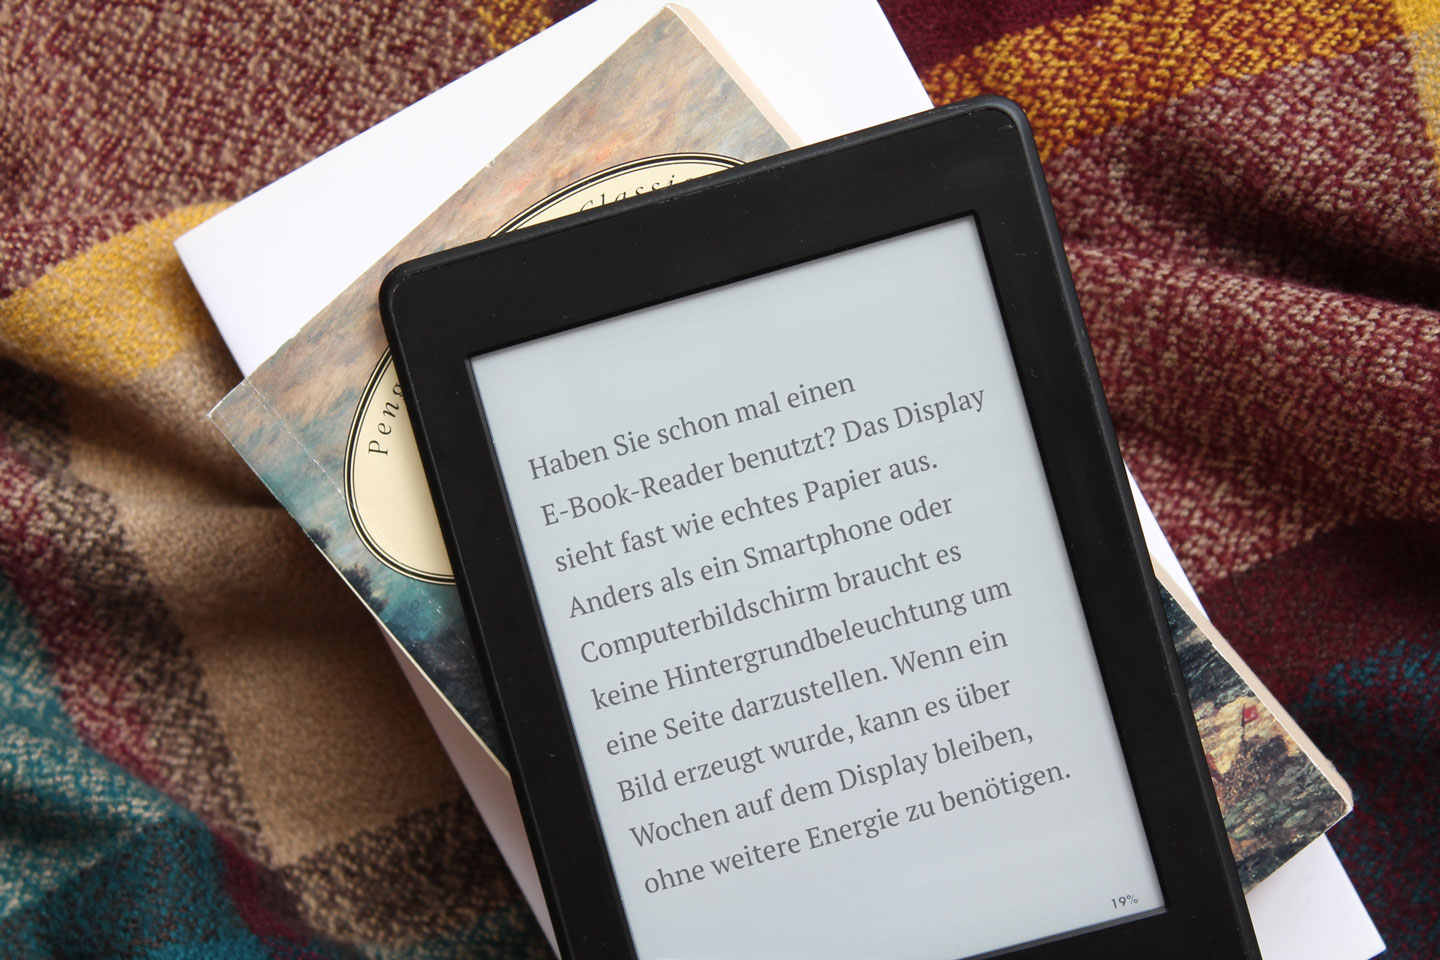 Classic
Peng
Haben Sie schon mal einen
E-Book-Reader benutzt? Das Display
sieht fast wie echtes Papier aus.
Anders als ein Smartphone oder
Computerbildschirm braucht es
keine Hintergrundbeleuchtung um
eine Seite darzustellen. Wenn ein
Bild erzeugt wurde, kann es über
Wochen auf dem Display bleiben,
ohne weitere Energie zu benötigen.
19%